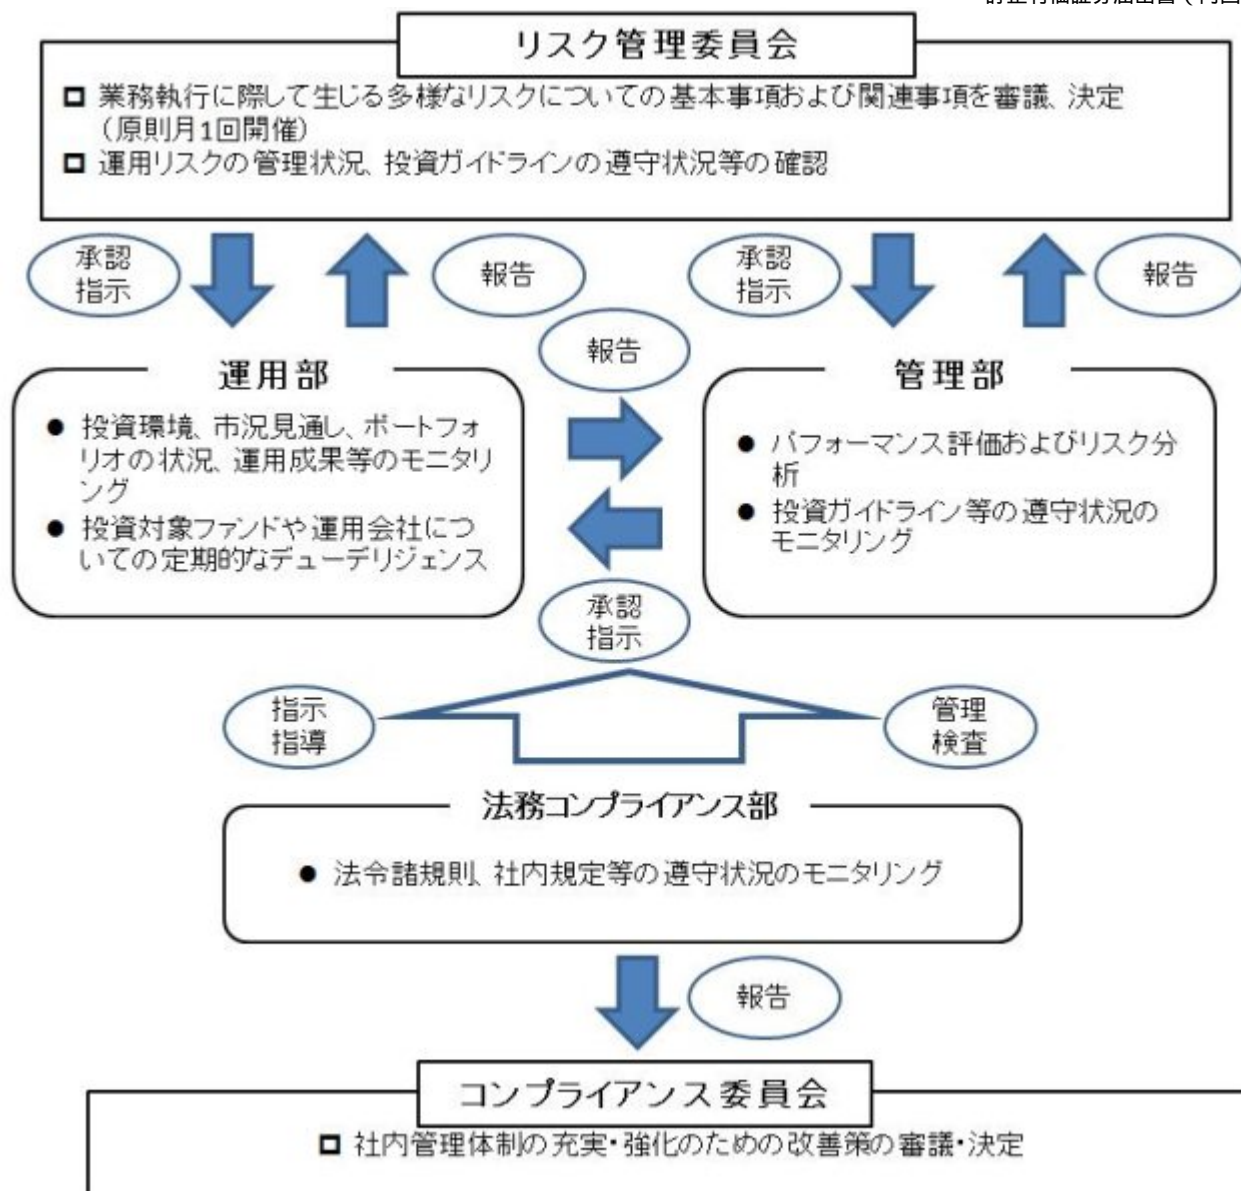 リスク管理委員会
業務執行に際して生じる多様なリスクについての基本事項および関連事項を審議、決定
（原則月1回開催）
運用リスクの管理状況、投資ガイドラインの遵守状況等の確認
承認
指示
報告
承認
指示
報告
報告
運用部
投資環境、市況見通し、ポートフォ
リオの状況、運用成果等のモニタリ
ング
投資対象ファンドや運用会社につ
いての定期的なデューデリジェンス
管理部
パフォーマンス評価およびリスク分
析
投資ガイドライン等の遵守状況の
モニタリング
承認
指示
指示
指導
管理
検査
法務コンプライアンス部
法令諸規則、社内規定等の遵守状況のモニタリング
報告
コンプライアンス委員会
社内管理体制の充実・強化のための改善策の審議・決定